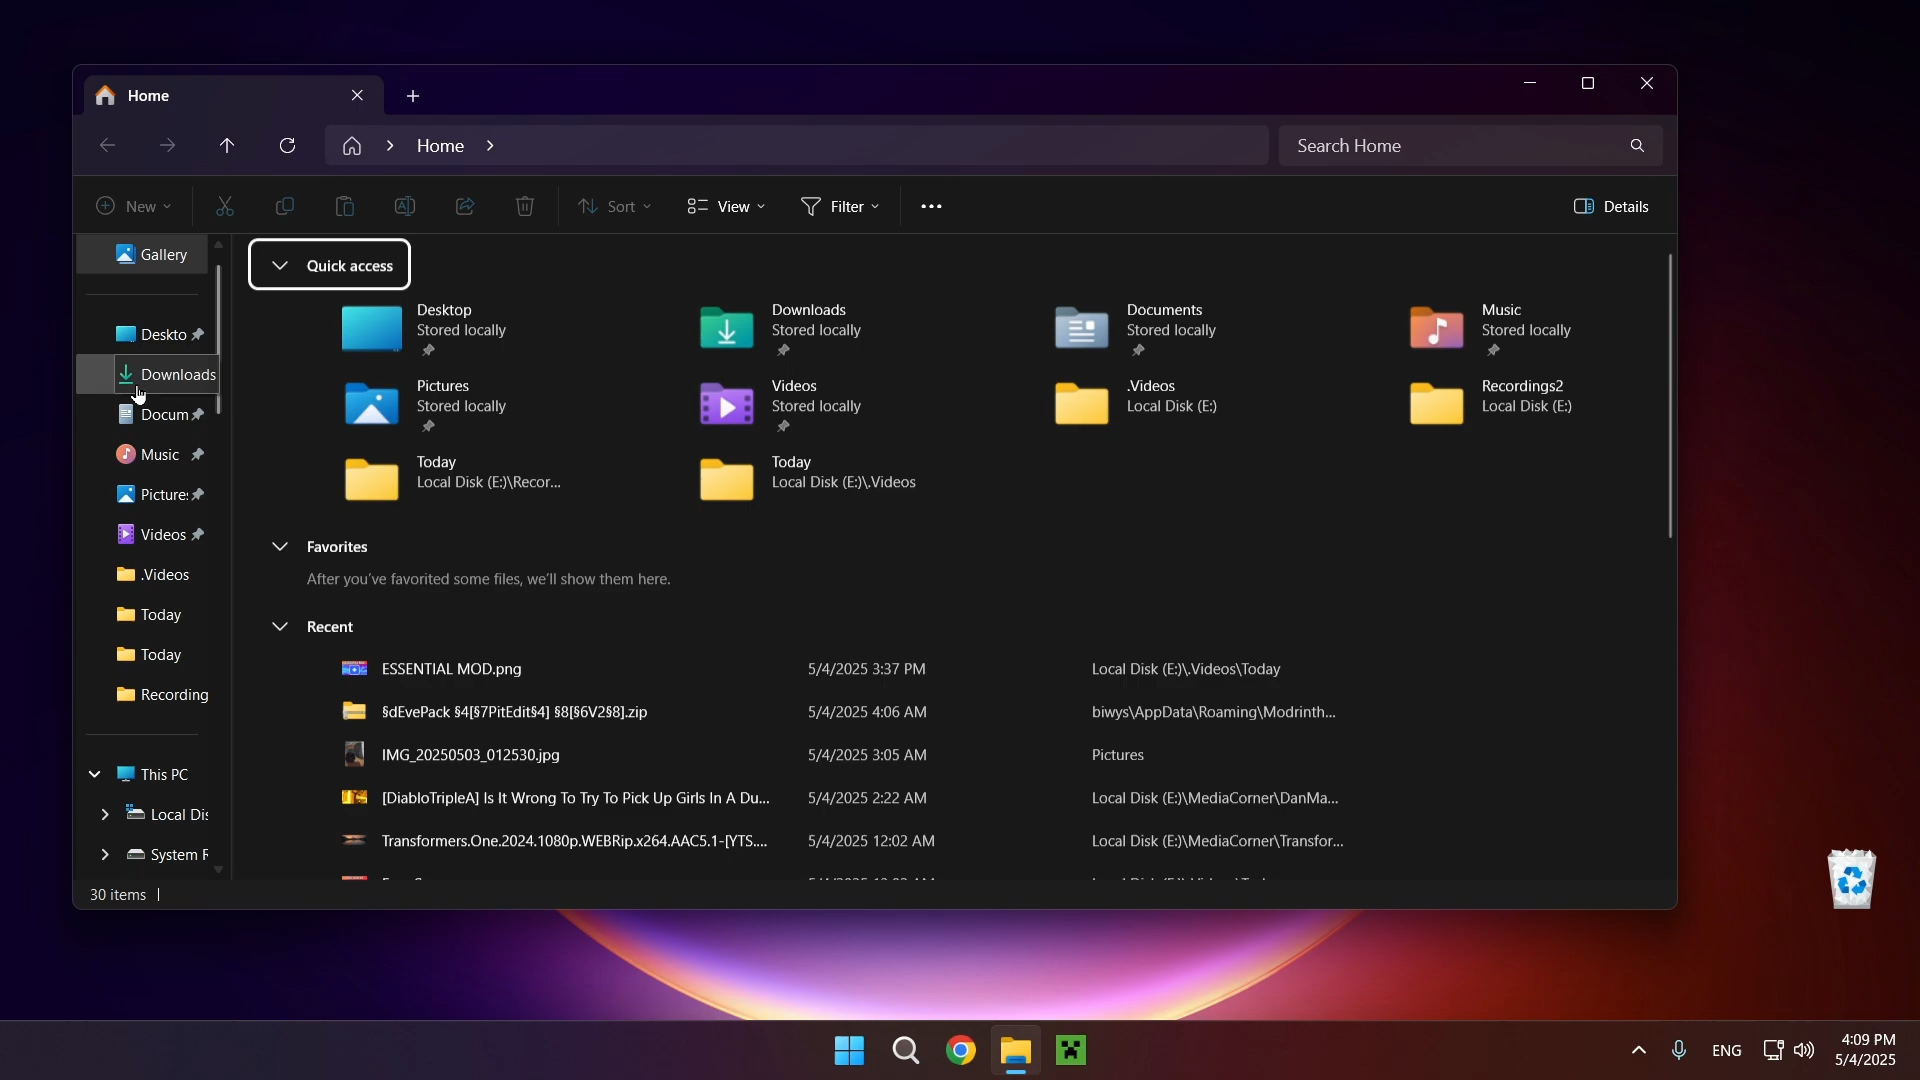 Home
Home
Search Home
New
Sort
View
Filter
Details
Gallery
Deskto
Downloads
Docum
Music
Pictures
Videos
.Videos
Today
Today
Recording
This PC
Local Dis
System R
Quick access
Desktop
Stored locally
Downloads
Stored locally
Documents
Stored locally
Music
Stored locally
Pictures
Stored locally
Videos
Stored locally
.Videos
Local Disk (E:)
Recordings2
Local Disk (E:)
Today
Local Disk (E:)\Recor...
Today
Local Disk (E:)\.Videos
Favorites
After you've favorited some files, we'll show them here.
Recent
ESSENTIAL MOD.png 5/4/2025 3:37 PM Local Disk (E:)\.Videos\Today
§dEvePack §4[§7PitEdit§4] §8[§6V2§8].zip 5/4/2025 4:06 AM biwys\AppData\Roaming\Modrinth...
IMG_20250503_012530.jpg 5/4/2025 3:05 AM Pictures
[DiabloTripleA] Is It Wrong To Try To Pick Up Girls In A Du... 5/4/2025 2:22 AM Local Disk (E:)\MediaCorner\DanMa...
Transformers.One.2024.1080p.WEBRip.x264.AAC5.1-[YTS.... 5/4/2025 12:02 AM Local Disk (E:)\MediaCorner\Transfor...
30 items
ENG
4:09 PM
5/4/2025